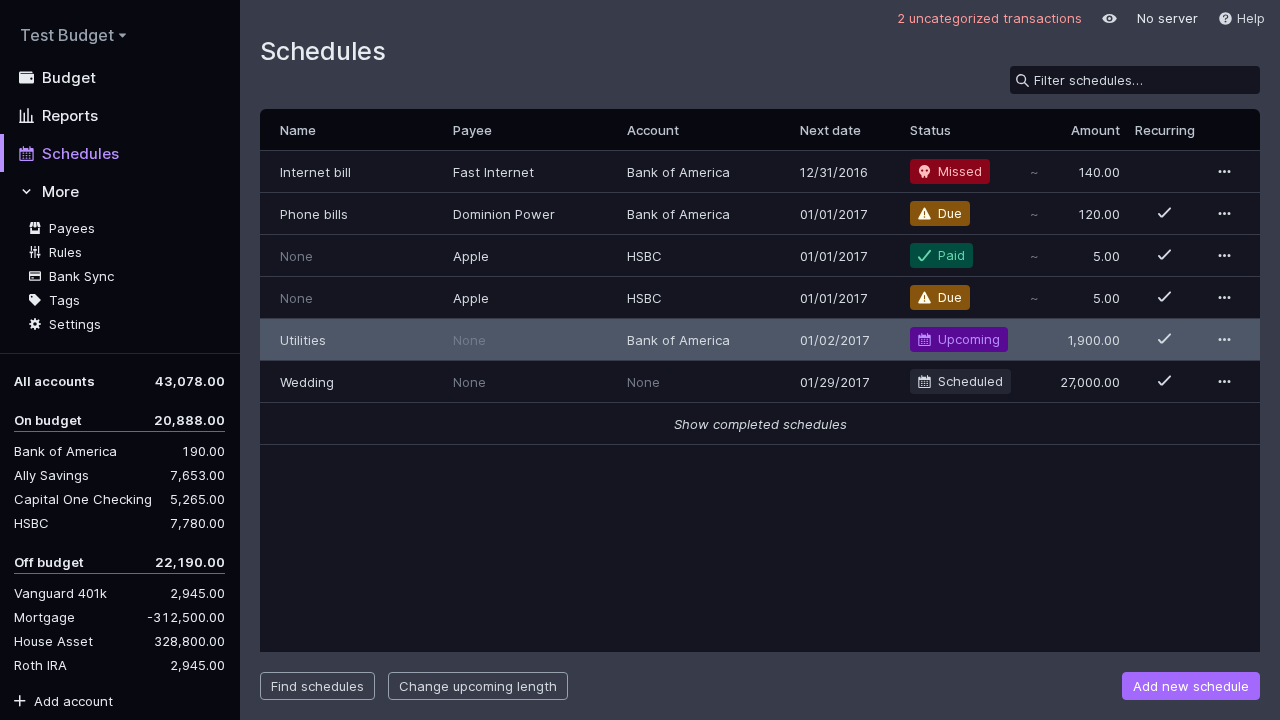 Test Budget
Budget
Reports
Schedules
More
Payees
Rules
Bank Sync
Tags
Settings
All accounts 43,078.00
On budget 20,888.00
Bank of America 190.00
Ally Savings 7,653.00
Capital One Checking 5,265.00
HSBC 7,780.00
Off budget 22,190.00
Vanguard 401k 2,945.00
Mortgage -312,500.00
House Asset 328,800.00
Roth IRA 2,945.00
Add account
2 uncategorized transactions No server Help
Schedules
Filter schedules…
Name Payee Account Next date Status Amount Recurring
Internet bill Fast Internet Bank of America 12/31/2016 Missed ~ 140.00
Phone bills Dominion Power Bank of America 01/01/2017 Due ~ 120.00
None Apple HSBC 01/01/2017 Paid ~ 5.00
None Apple HSBC 01/01/2017 Due ~ 5.00
Utilities None Bank of America 01/02/2017 Upcoming 1,900.00
Wedding None None 01/29/2017 Scheduled 27,000.00
Show completed schedules
Find schedules Change upcoming length Add new schedule